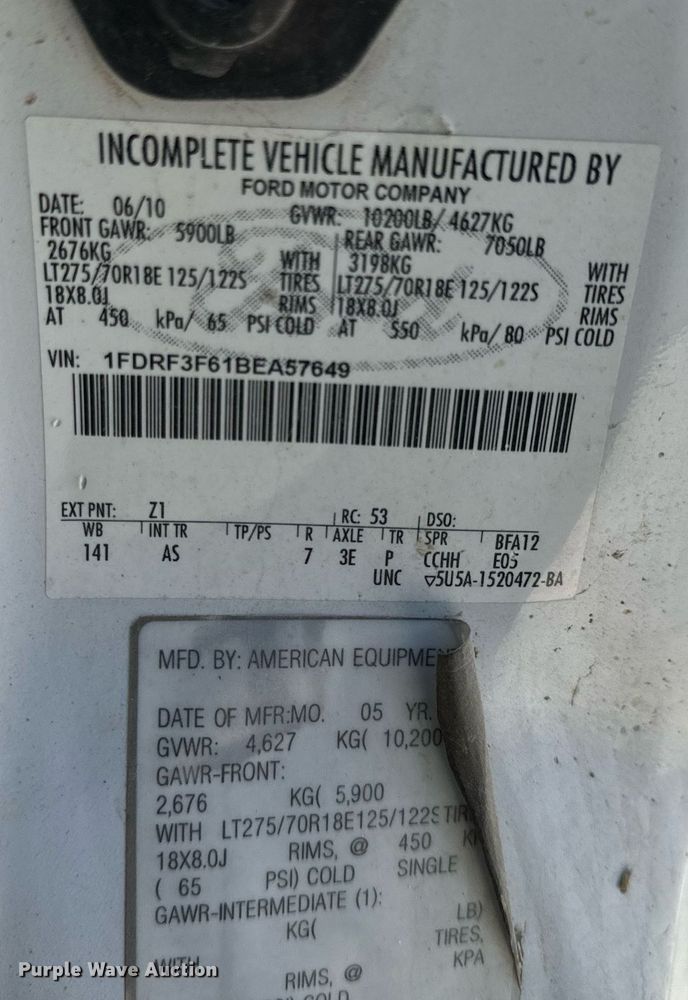 INCOMPLETE VEHICLE MANUFACTURED BY
FORD MOTOR COMPANY
DATE: 06/10 GVWR: 10200LB/ 4627KG
FRONT GAWR: 5900LB REAR GAWR: 7050LB
2676KG WITH 3198KG WITH
LT275/70R18E 125/122S TIRES LT275/70R18E 125/122S TIRES
18X8.0J RIMS 18X8.0J RIMS
AT 450 kPa/ 65 PSI COLD AT 550 kPa/ 80 PSI COLD
VIN: 1FDRF3F61BEA57649
EXT PNT: Z1 RC: 53 DSO:
WB INT TR TP/PS R AXLE TR SPR BFA12
141 AS 7 3E P CCHH E05
UNC ▽5U5A-1520472-BA
MFD. BY: AMERICAN
DATE OF MFR:MO. 05 YR.
GVWR: 4,627 KG( 10,200
GAWR-FRONT:
2,676 KG( 5,900
WITH LT275/70R18E125/122S
18X8.0J RIMS, @ 450
( 65 PSI) COLD SINGLE
GAWR-INTERMEDIATE (1):
KG( LB)
WITH TIRES,
RIMS, @ KPA
PSI) COLD
Purple Wave Auction